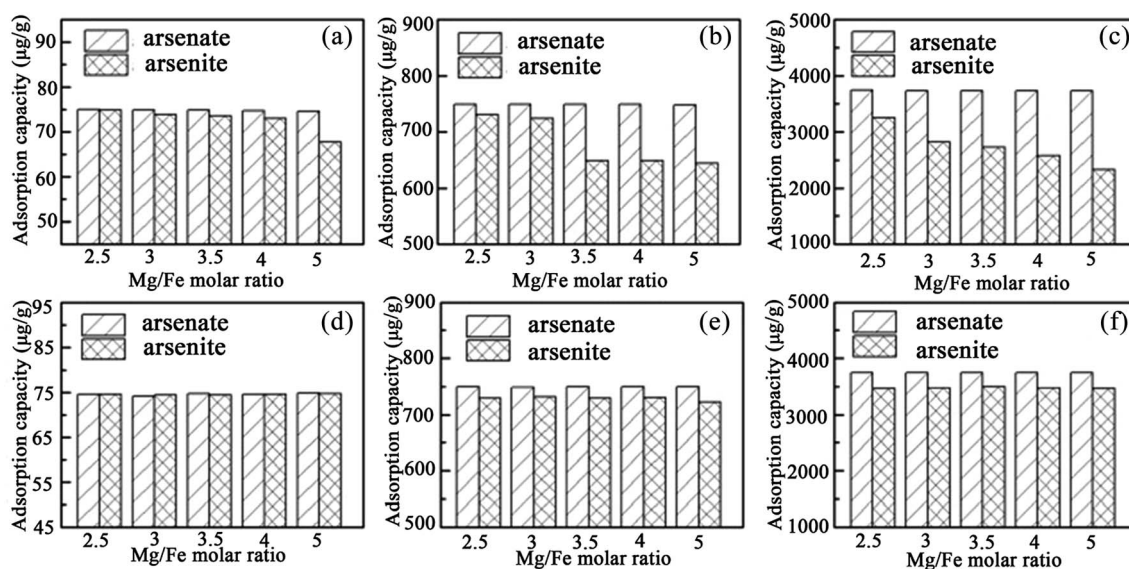 Adsorption capacity (μg/g)
95
85
75
75
50
arsenate
arsenite
(a)
2.5 3 3.5 4 5
Mg/Fe molar ratio
Adsorption capacity (μg/g)
900
800
700
600
500
arsenate
arsenite
(b)
2.5 3 3.5 4 5
Mg/Fe molar ratio
Adsorption capacity (μg/g)
5000
4000
3000
2000
1000
arsenate
arsenite
(c)
2.5 3 3.5 4 5
Mg/Fe molar ratio
Adsorption capacity (μg/g)
95
85
75
75
55
45
arsenate
arsenite
(d)
2.5 3 3.5 4 5
Mg/Fe molar ratio
Adsorption capacity (μg/g)
900
800
700
600
500
arsenate
arsenite
(e)
2.5 3 3.5 4 5
Mg/Fe molar ratio
Adsorption capacity (μg/g)
5000
4000
3000
2000
1000
arsenate
arsenite
(f)
2.5 3 3.5 4 5
Mg/Fe molar ratio